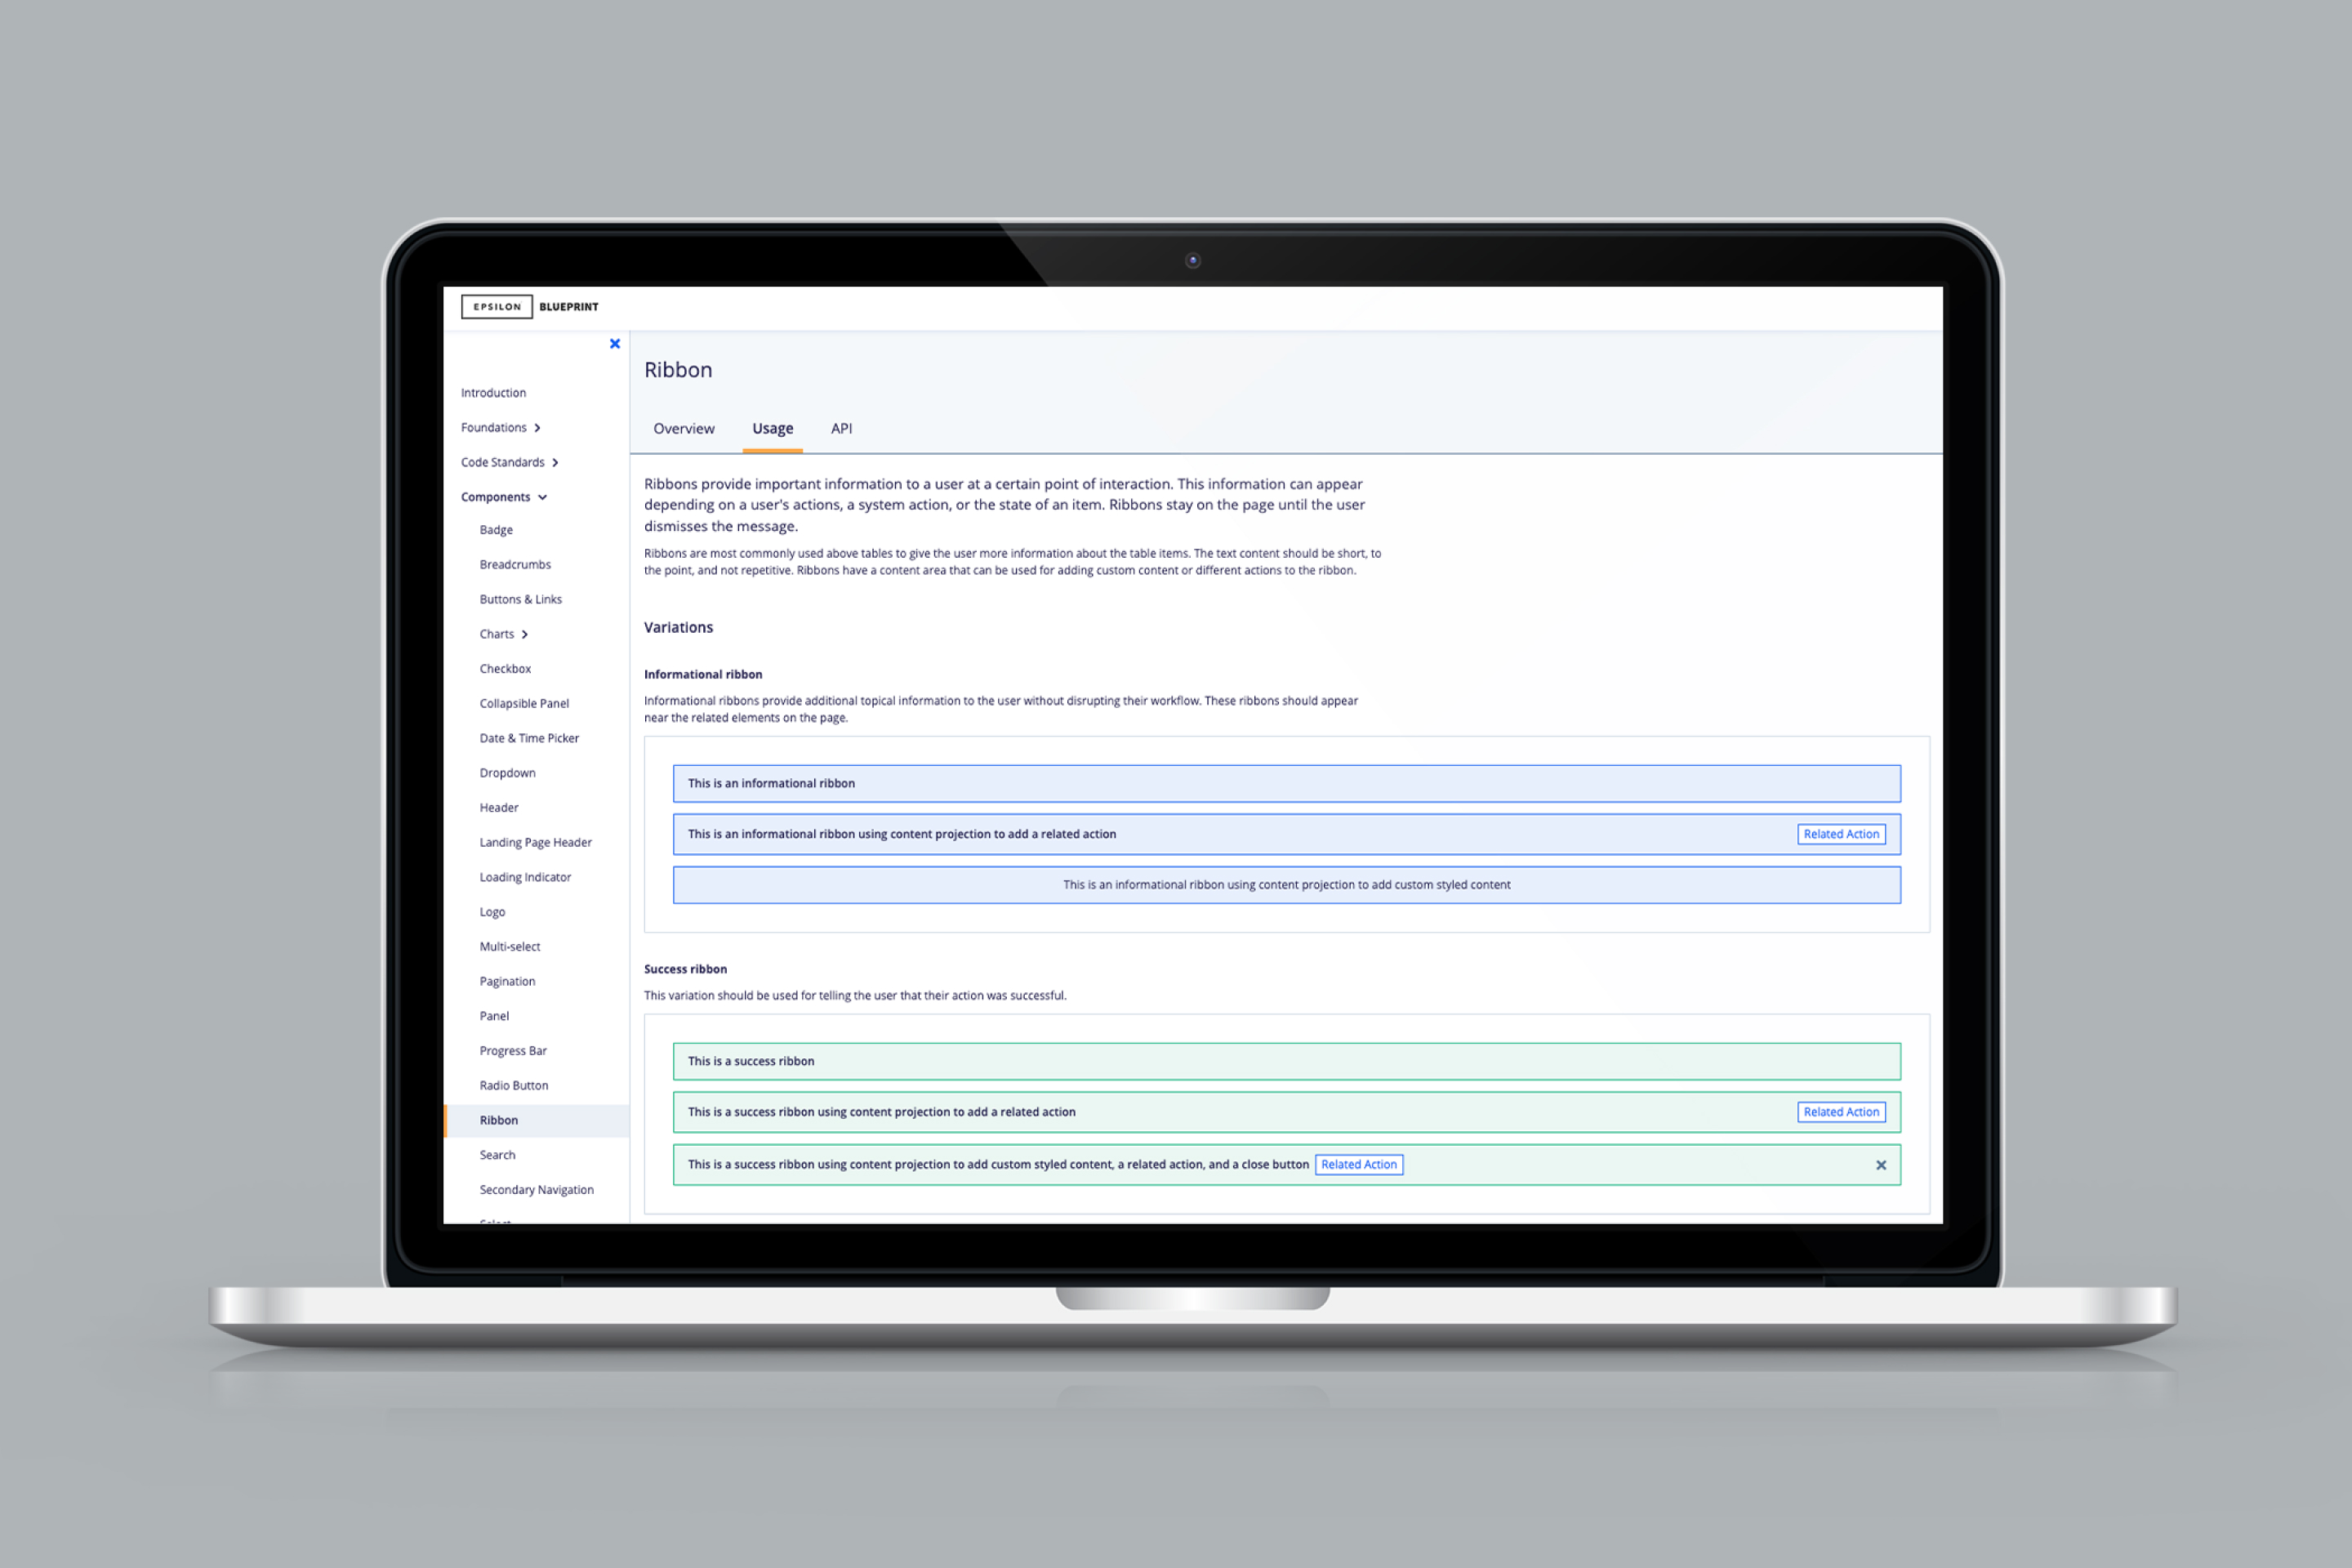 EPSILON BLUEPRINT
Introduction
Foundations
Code Standards
Components
Badge
Breadcrumbs
Buttons & Links
Charts
Checkbox
Collapsible Panel
Date & Time Picker
Dropdown
Header
Landing Page Header
Loading Indicator
Logo
Multi-select
Pagination
Panel
Progress Bar
Radio Button
Ribbon
Search
Secondary Navigation
Ribbon
Overview Usage API
Ribbons provide important information to a user at a certain point of interaction. This information can appear
depending on a user's actions, a system action, or the state of an item. Ribbons stay on the page until the user
dismisses the message.
Ribbons are most commonly used above tables to give the user more information about the table items. The text content should be short, to
the point, and not repetitive. Ribbons have a content area that can be used for adding custom content or different actions to the ribbon.
Variations
Informational ribbon
Informational ribbons provide additional topical information to the user without disrupting their workflow. These ribbons should appear
near the related elements on the page.
This is an informational ribbon
This is an informational ribbon using content projection to add a related action Related Action
This is an informational ribbon using content projection to add custom styled content
Success ribbon
This variation should be used for telling the user that their action was successful.
This is a success ribbon
This is a success ribbon using content projection to add a related action Related Action
This is a success ribbon using content projection to add custom styled content, a related action, and a close button Related Action